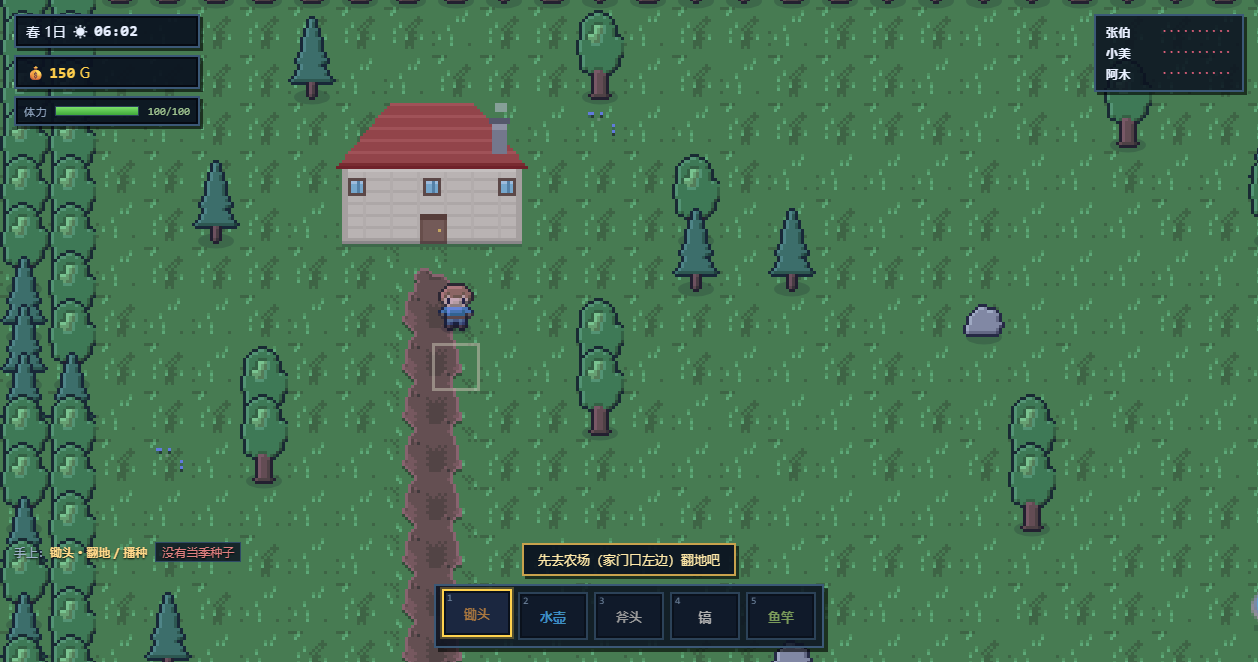 春 1日 ☀ 06:02
150 G
体力 100/100
张伯
小美
阿木
手上: 锄头·翻地 / 播种 没有当季种子
先去农场（家门口左边）翻地吧
1 锄头
2 水壶
3 斧头
4 镐
5 鱼竿